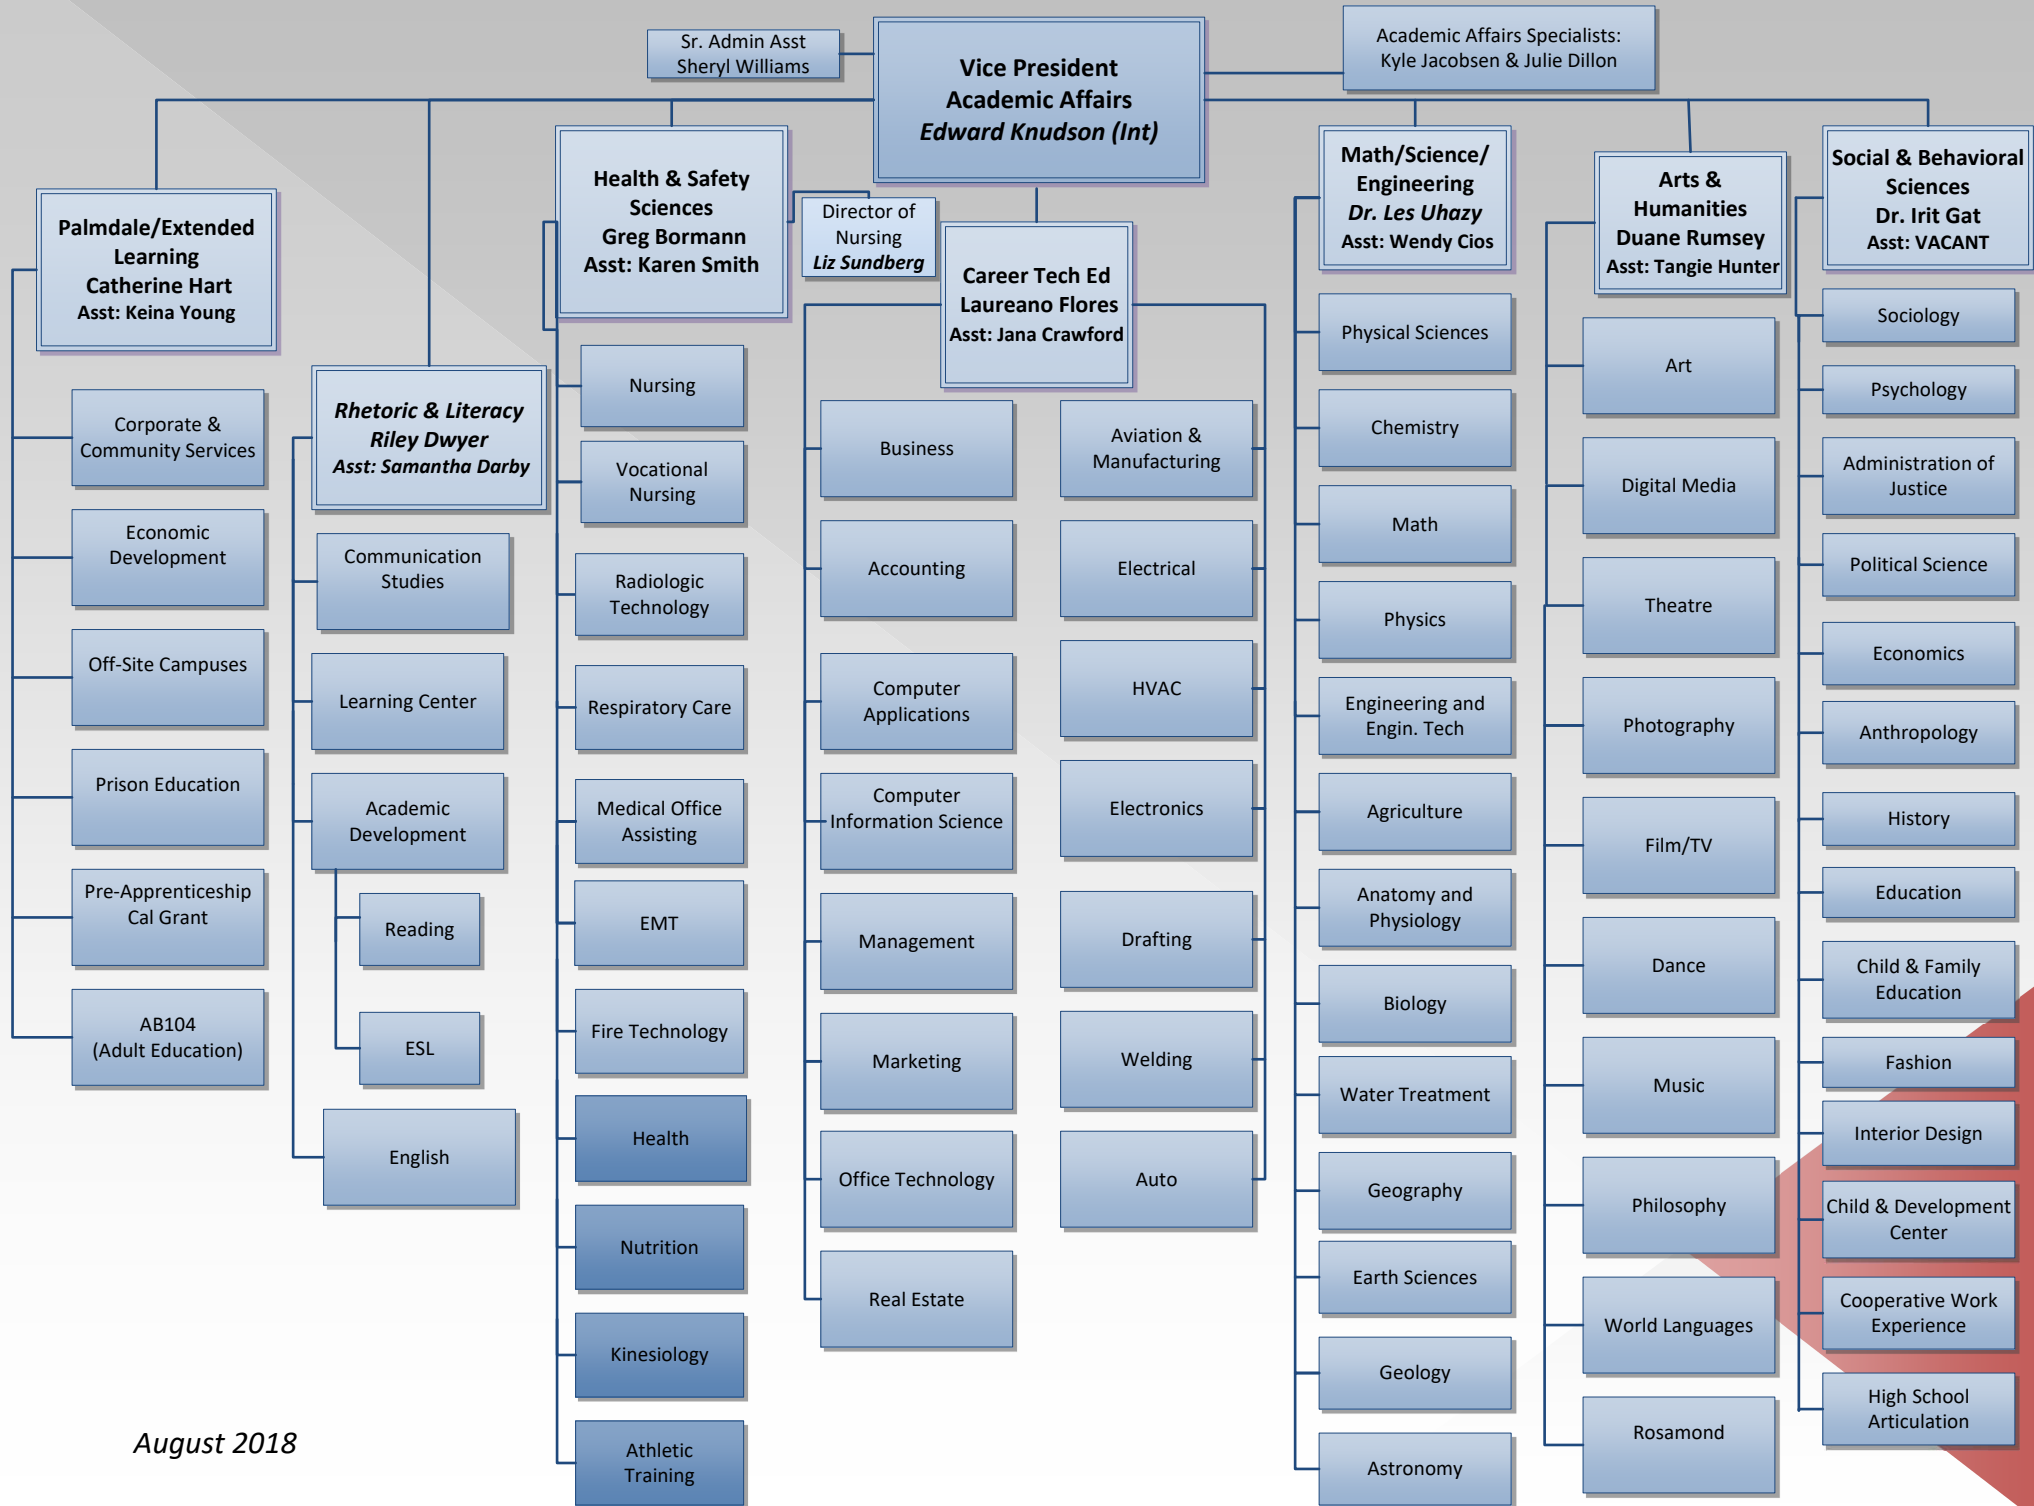 Sr. Admin Asst
Sheryl Williams
Vice President
Academic Affairs
Edward Knudson (Int)
Academic Affairs Specialists:
Kyle Jacobsen & Julie Dillon
Palmdale/Extended
Learning
Catherine Hart
Asst: Keina Young
Corporate &
Community Services
Economic
Development
Off-Site Campuses
Prison Education
Pre-Apprenticeship
Cal Grant
AB104
(Adult Education)
Rhetoric & Literacy
Riley Dwyer
Asst: Samantha Darby
Communication
Studies
Learning Center
Academic
Development
Reading
ESL
English
Health & Safety
Sciences
Greg Bormann
Asst: Karen Smith
Director of
Nursing
Liz Sundberg
Nursing
Vocational
Nursing
Radiologic
Technology
Respiratory Care
Medical Office
Assisting
EMT
Fire Technology
Health
Nutrition
Kinesiology
Athletic
Training
Career Tech Ed
Laureano Flores
Asst: Jana Crawford
Business
Accounting
Computer
Applications
Computer
Information Science
Management
Marketing
Office Technology
Real Estate
Aviation &
Manufacturing
Electrical
HVAC
Electronics
Drafting
Welding
Auto
Math/Science/
Engineering
Dr. Les Uhazy
Asst: Wendy Cios
Physical Sciences
Chemistry
Math
Physics
Engineering and
Engin. Tech
Agriculture
Anatomy and
Physiology
Biology
Water Treatment
Geography
Earth Sciences
Geology
Astronomy
Arts &
Humanities
Duane Rumsey
Asst: Tangie Hunter
Art
Digital Media
Theatre
Photography
Film/TV
Dance
Music
Philosophy
World Languages
Rosamond
Social & Behavioral
Sciences
Dr. Irit Gat
Asst: VACANT
Sociology
Psychology
Administration of
Justice
Political Science
Economics
Anthropology
History
Education
Child & Family
Education
Fashion
Interior Design
Child & Development
Center
Cooperative Work
Experience
High School
Articulation
August 2018